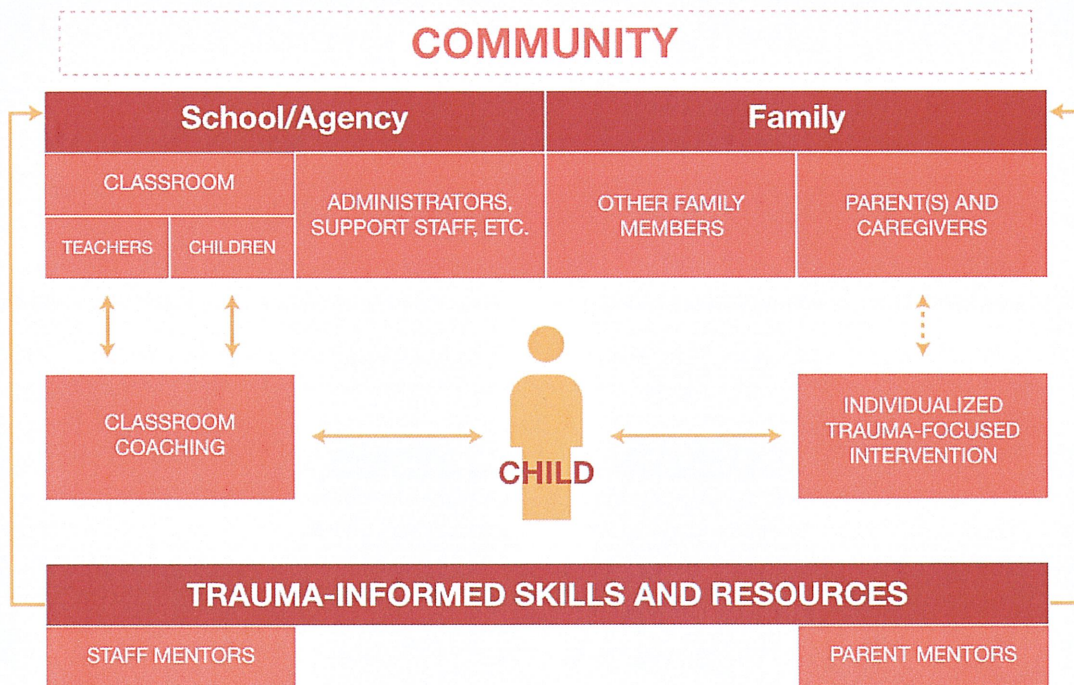 COMMUNITY
School/Agency
Family
CLASSROOM
TEACHERS
CHILDREN
ADMINISTRATORS,
SUPPORT STAFF, ETC.
OTHER FAMILY
MEMBERS
PARENT(S) AND
CAREGIVERS
CLASSROOM
COACHING
CHILD
INDIVIDUALIZED
TRAUMA-FOCUSED
INTERVENTION
TRAUMA-INFORMED SKILLS AND RESOURCES
STAFF MENTORS
PARENT MENTORS